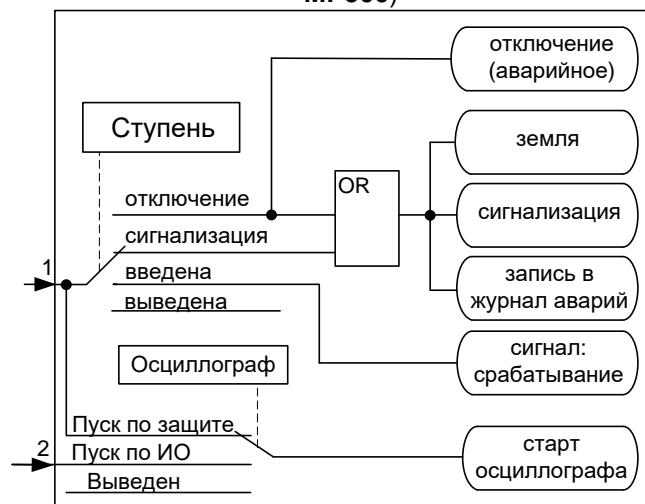 отключение
(аварийное)
Ступень
земля
OR
отключение
сигнализация
сигнализация
1
введена
запись в
журнал аварий
выведена
сигнал:
срабатывание
Осциллограф
Пуск по защите
2
Пуск по ИО
старт
осциллографа
Выведен